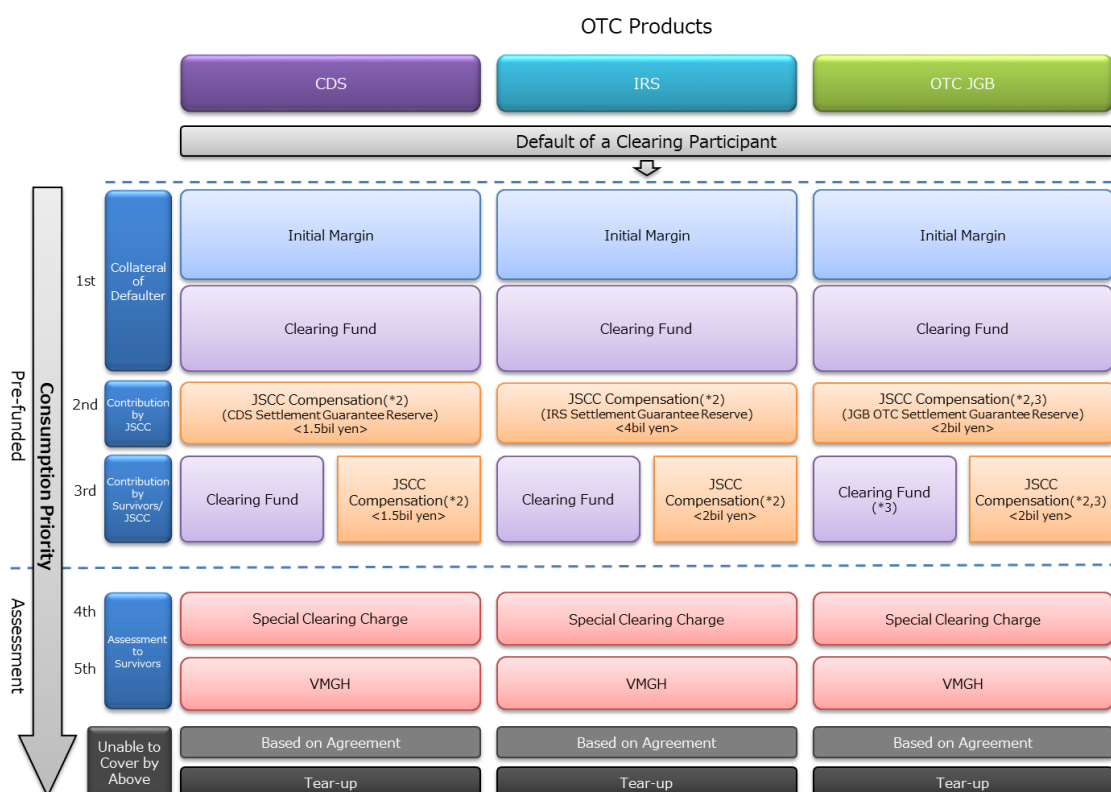 OTC Products
CDS
IRS
OTC JGB
Default of a Clearing Participant
Consumption Priority
Pre-funded
1st
Collateral
of
Defaulter
Initial Margin
Initial Margin
Initial Margin
Clearing Fund
Clearing Fund
Clearing Fund
2nd
Contribution
by
JSCC
JSCC Compensation(*2)
(CDS Settlement Guarantee Reserve)
<1.5bil yen>
JSCC Compensation(*2)
(IRS Settlement Guarantee Reserve)
<4bil yen>
JSCC Compensation(*2,3)
(JGB OTC Settlement Guarantee Reserve)
<2bil yen>
3rd
Contribution
by
Survivors/
JSCC
Clearing Fund
JSCC
Compensation(*2)
<1.5bil yen>
Clearing Fund
JSCC
Compensation(*2)
<2bil yen>
Clearing Fund
(*3)
JSCC
Compensation(*2,3)
<2bil yen>
Assessment
4th
5th
Assessment
to
Survivors
Special Clearing Charge
Special Clearing Charge
Special Clearing Charge
VMGH
VMGH
VMGH
Unable to
Cover by
Above
Based on Agreement
Based on Agreement
Based on Agreement
Tear-up
Tear-up
Tear-up